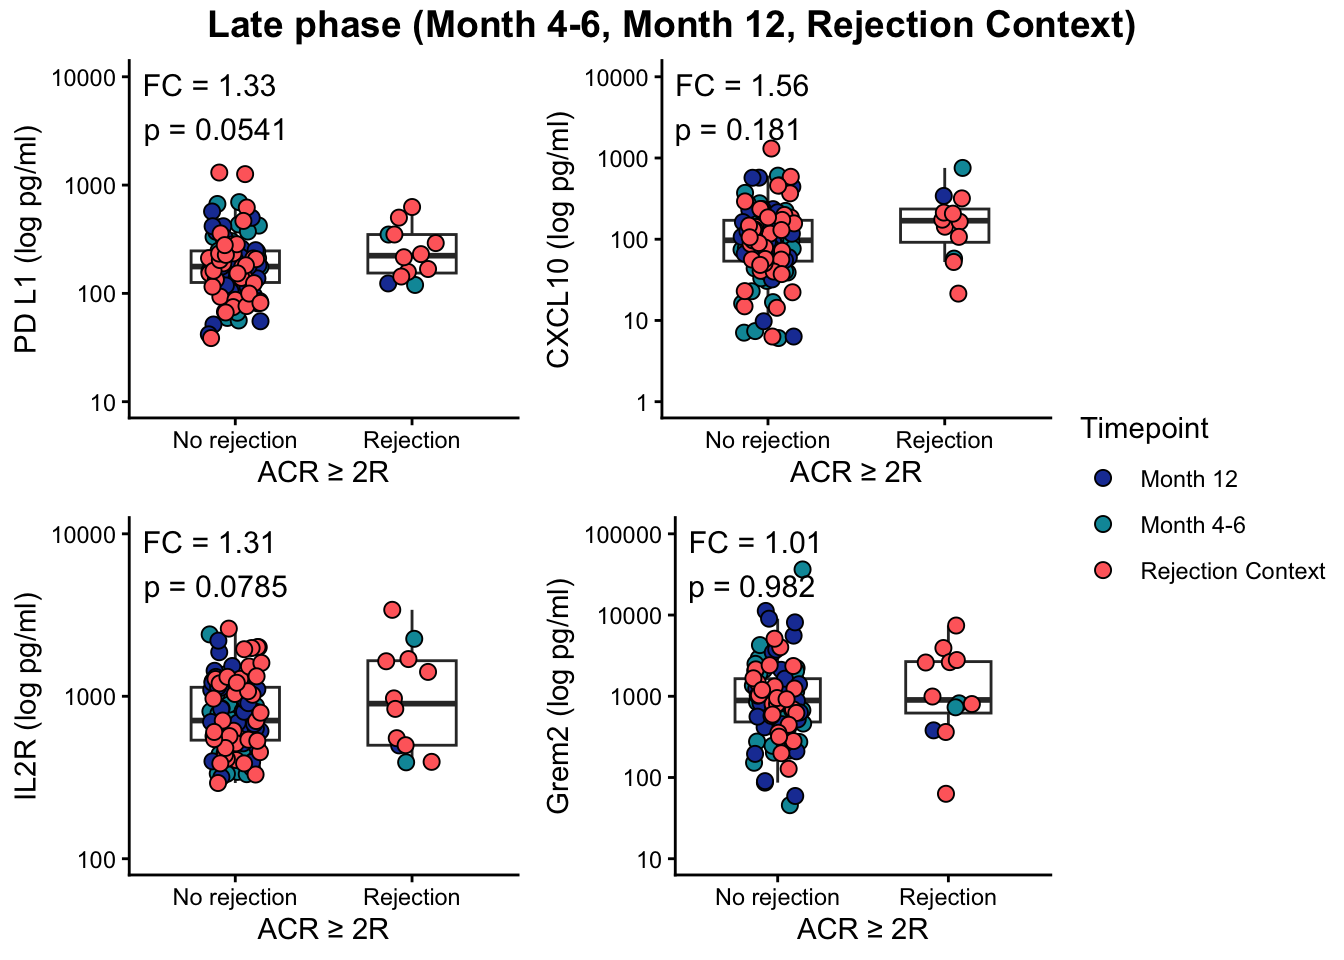 Late phase (Month 4-6, Month 12, Rejection Context)
PD L1 (log pg/ml)
10000
1000
100
10
FC = 1.33
p = 0.0541
No rejection
Rejection
ACR ≥ 2R
CXCL10 (log pg/ml)
10000
1000
100
10
1
FC = 1.56
p = 0.181
No rejection
Rejection
ACR ≥ 2R
IL2R (log pg/ml)
10000
1000
100
FC = 1.31
p = 0.0785
No rejection
Rejection
ACR ≥ 2R
Grem2 (log pg/ml)
100000
10000
1000
100
10
FC = 1.01
p = 0.982
No rejection
Rejection
ACR ≥ 2R
Timepoint
Month 12
Month 4-6
Rejection Context